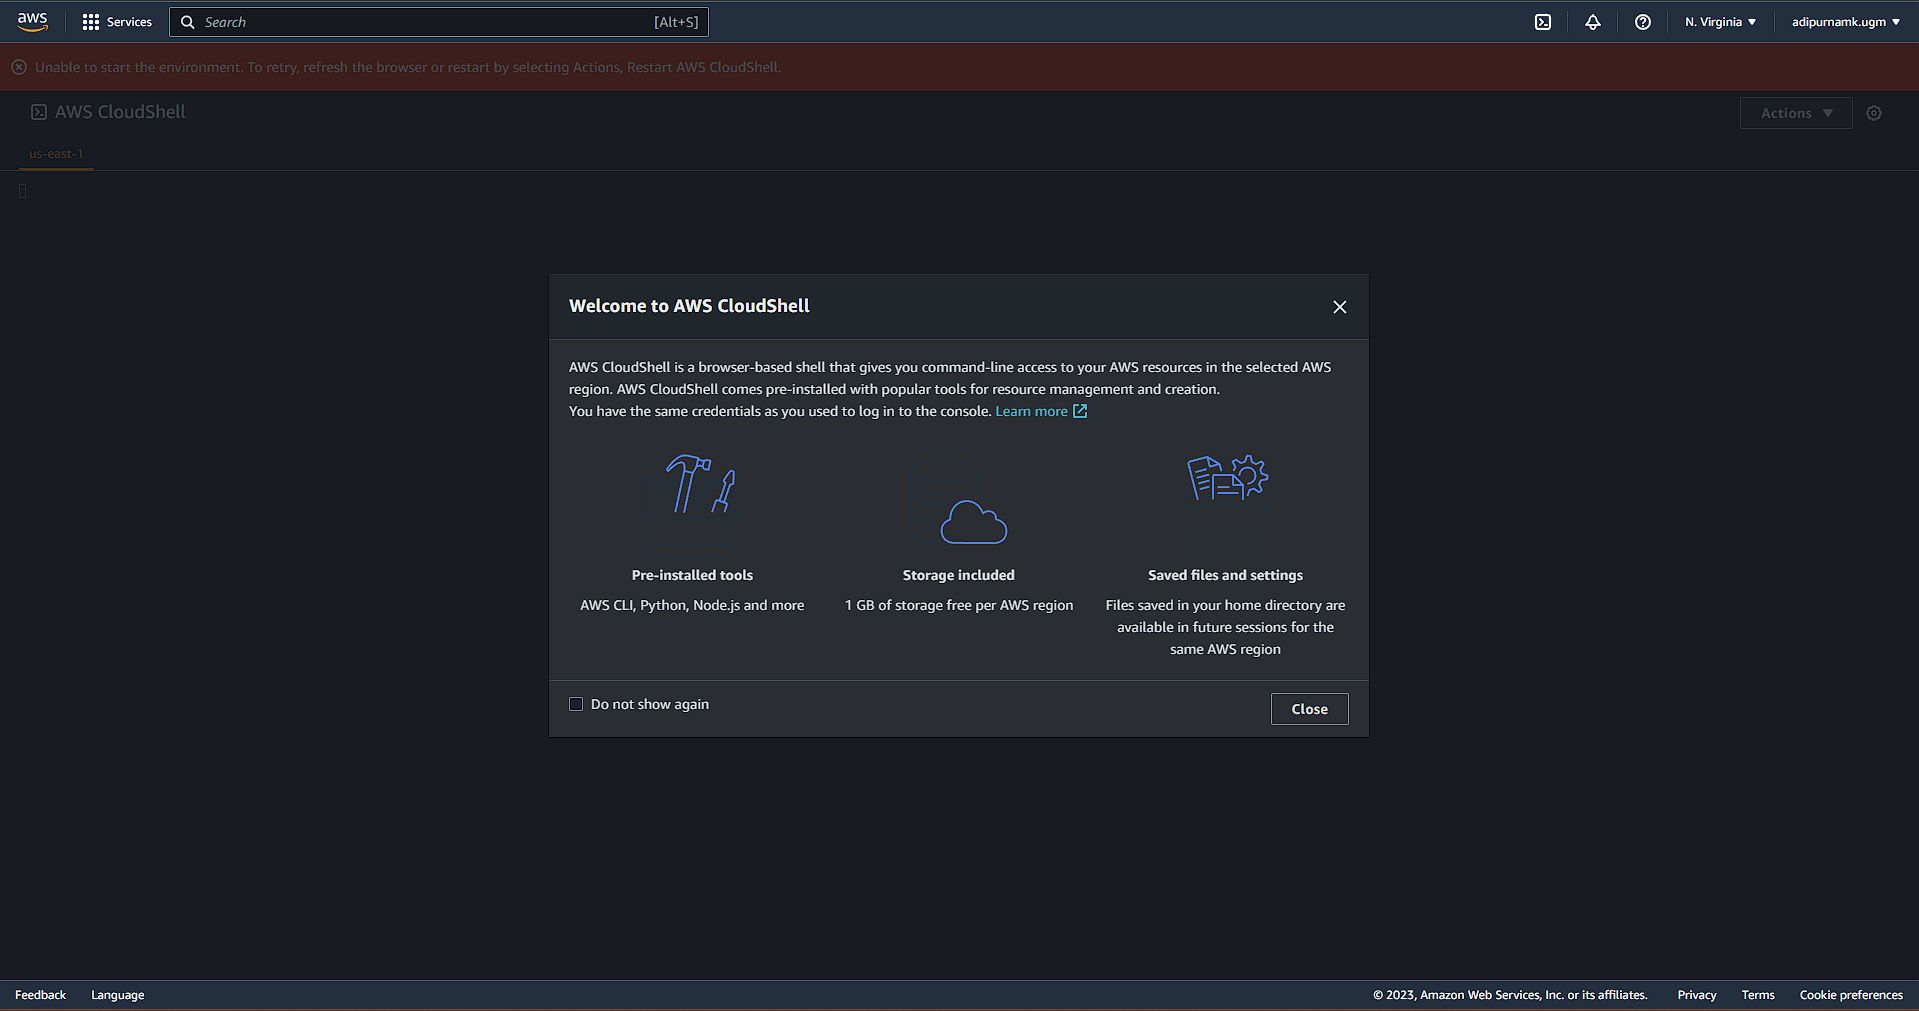 aws Services Search [Alt+S] N. Virginia ▼ adipurnamk.ugm ▼
Unable to start the environment. To retry, refresh the browser or restart by selecting Actions, Restart AWS CloudShell.
AWS CloudShell Actions ▼
us-east-1
Welcome to AWS CloudShell
AWS CloudShell is a browser-based shell that gives you command-line access to your AWS resources in the selected AWS
region. AWS CloudShell comes pre-installed with popular tools for resource management and creation.
You have the same credentials as you used to log in to the console. Learn more
Pre-installed tools
AWS CLI, Python, Node.js and more
Storage included
1 GB of storage free per AWS region
Saved files and settings
Files saved in your home directory are
available in future sessions for the
same AWS region
Do not show again
Close
Feedback Language © 2023, Amazon Web Services, Inc. or its affiliates. Privacy Terms Cookie preferences